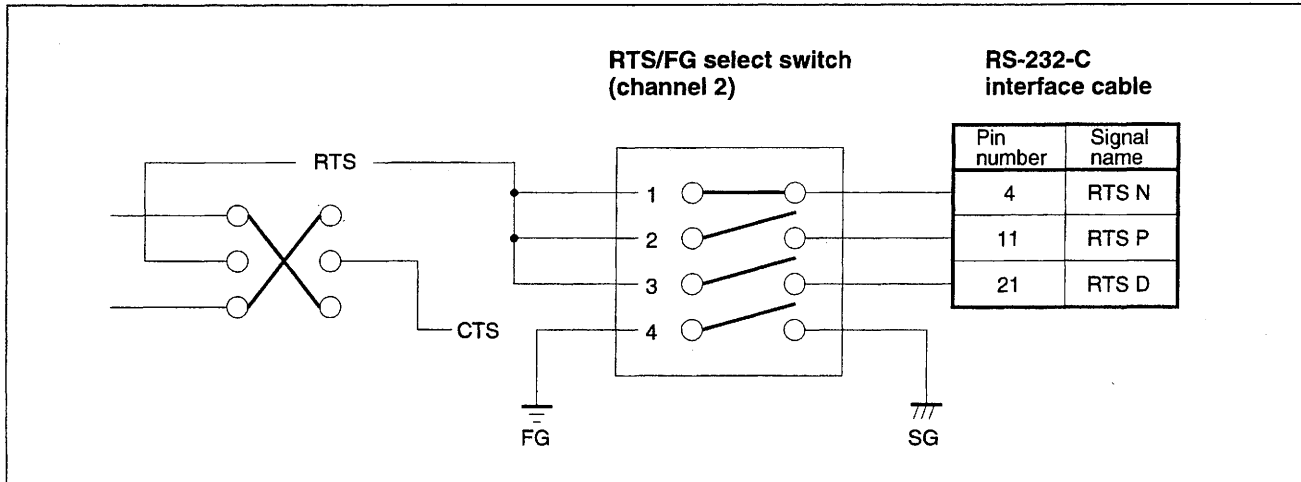 RTS/FG select switch
(channel 2)
RS-232-C
interface cable
Pin number
Signal name
RTS
1
4
RTS N
2
11
RTS P
3
21
RTS D
4
CTS
FG
SG